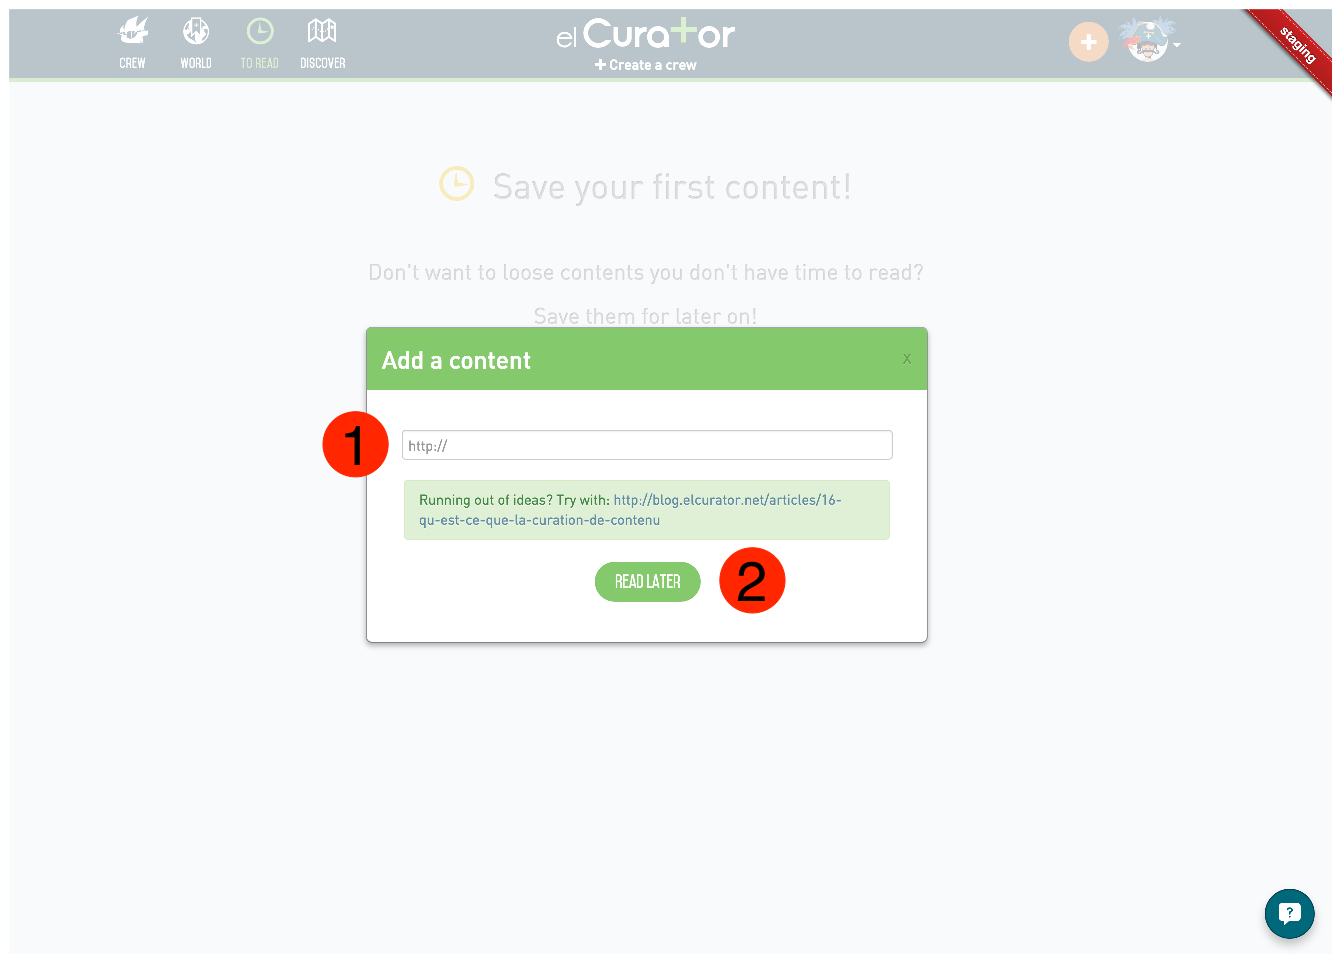 CREW
WORLD
TO READ
DISCOVER
el Cura+or
+ Create a crew
+
staging
Save your first content!
Don't want to loose contents you don't have time to read?
Save them for later on!
Add a content
x
1
http://
Running out of ideas? Try with: http://blog.elcurator.net/articles/16-
qu-est-ce-que-la-curation-de-contenu
READ LATER
2
?